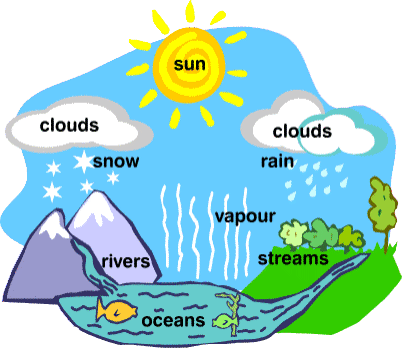 sun
clouds
clouds
snow
rain
vapour
rivers
streams
oceans